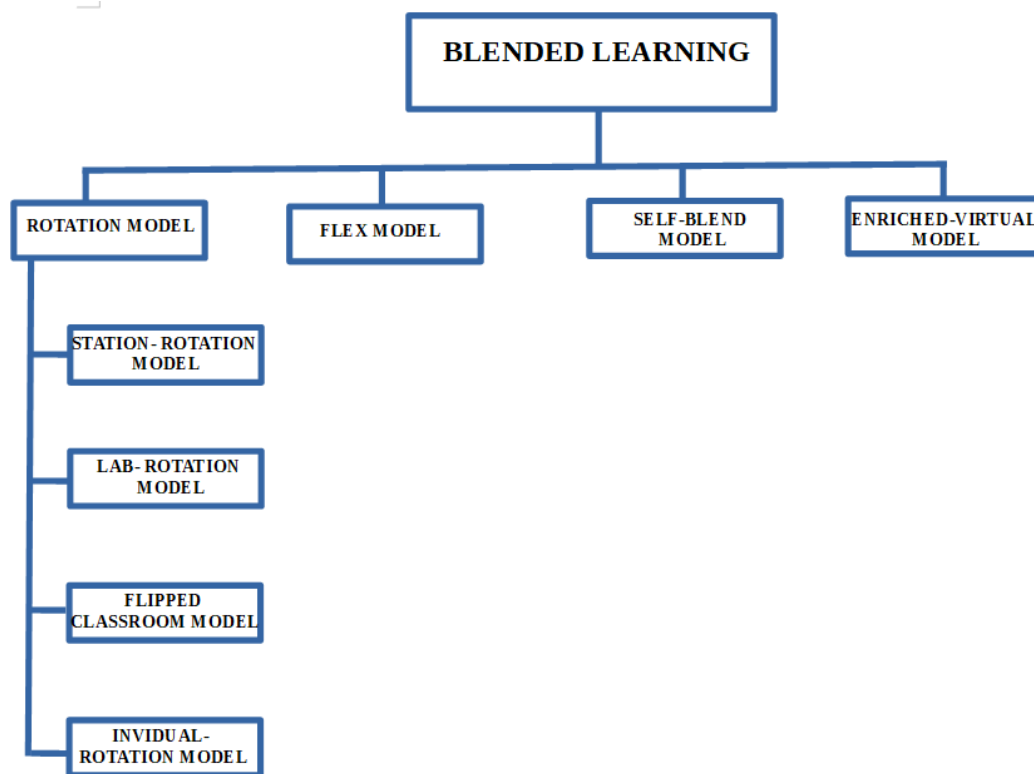 BLENDED LEARNING
ROTATION MODEL
FLEX MODEL
SELF-BLEND
MODEL
ENRICHED-VIRTUAL
MODEL
STATION- ROTATION
MODEL
LAB- ROTATION
MODEL
FLIPPED
CLASSROOM MODEL
INVIDUAL-
ROTATION MODEL